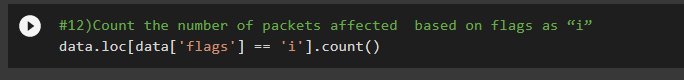 #12)Count the number of packets affected  based on flags as “i”
data.loc[data['flags'] == 'i'].count()